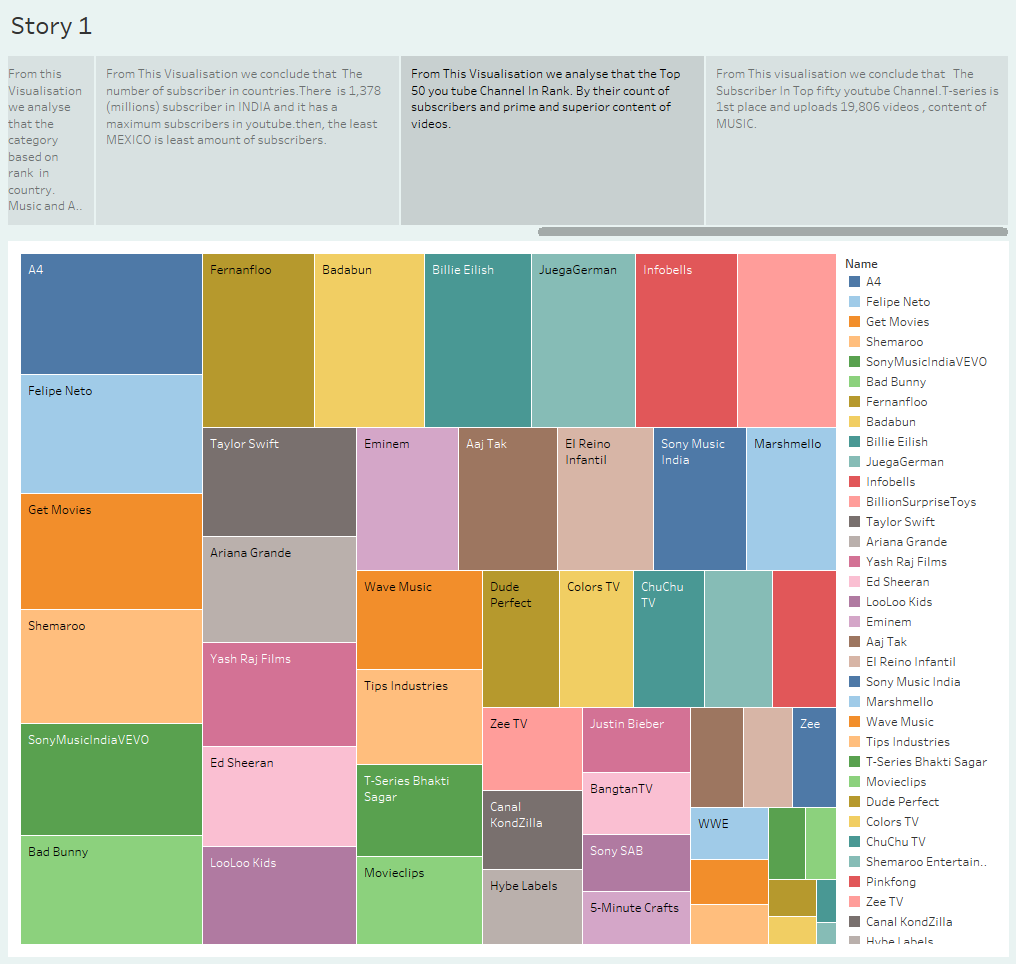 Story 1
From this
Visualisation
we analyse
that the
category
based on
rank  in
country.
Music and A..
From This Visualisation we conclude that  The
number of subscriber in countries.There  is 1,378
(millions) subscriber in INDIA and it has a
maximum subscribers in youtube.then, the least
MEXICO is least amount of subscribers.
From This Visualisation we analyse that the Top
50 you tube Channel In Rank. By their count of
subscribers and prime and superior content of
videos.
From This visualisation we conclude that   The
Subscriber In Top fifty youtube Channel.T-series is
1st place and uploads 19,806 videos , content of
MUSIC.
A4
Felipe Neto
Get Movies
Shemaroo
SonyMusicIndiaVEVO
Bad Bunny
Fernanfloo
Badabun
Billie Eilish
JuegaGerman
Infobells
Taylor Swift
Ariana Grande
Yash Raj Films
Ed Sheeran
LooLoo Kids
Eminem
Aaj Tak
El Reino
Infantil
Sony Music
India
Marshmello
Wave Music
Tips Industries
T-Series Bhakti
Sagar
Movieclips
Dude
Perfect
Colors TV
ChuChu
TV
Zee TV
Canal
KondZilla
Hybe Labels
Justin Bieber
BangtanTV
Sony SAB
5-Minute Crafts
Zee
WWE
Name
A4
Felipe Neto
Get Movies
Shemaroo
SonyMusicIndiaVEVO
Bad Bunny
Fernanfloo
Badabun
Billie Eilish
JuegaGerman
Infobells
BillionSurpriseToys
Taylor Swift
Ariana Grande
Yash Raj Films
Ed Sheeran
LooLoo Kids
Eminem
Aaj Tak
El Reino Infantil
Sony Music India
Marshmello
Wave Music
Tips Industries
T-Series Bhakti Sagar
Movieclips
Dude Perfect
Colors TV
ChuChu TV
Shemaroo Entertain..
Pinkfong
Zee TV
Canal KondZilla
Hybe Labels